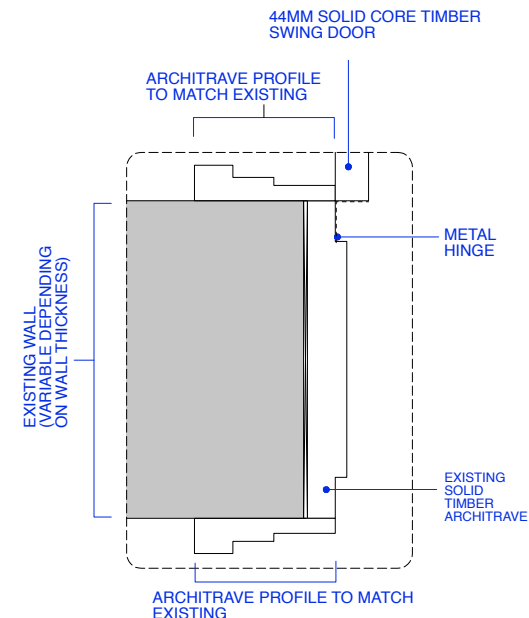 44MM SOLID CORE TIMBER
SWING DOOR
ARCHITRAVE PROFILE
TO MATCH EXISTING
METAL
HINGE
EXISTING WALL
(VARIABLE DEPENDING
ON WALL THICKNESS)
EXISTING
SOLID
TIMBER
ARCHITRAVE
ARCHITRAVE PROFILE TO MATCH
EXISTING